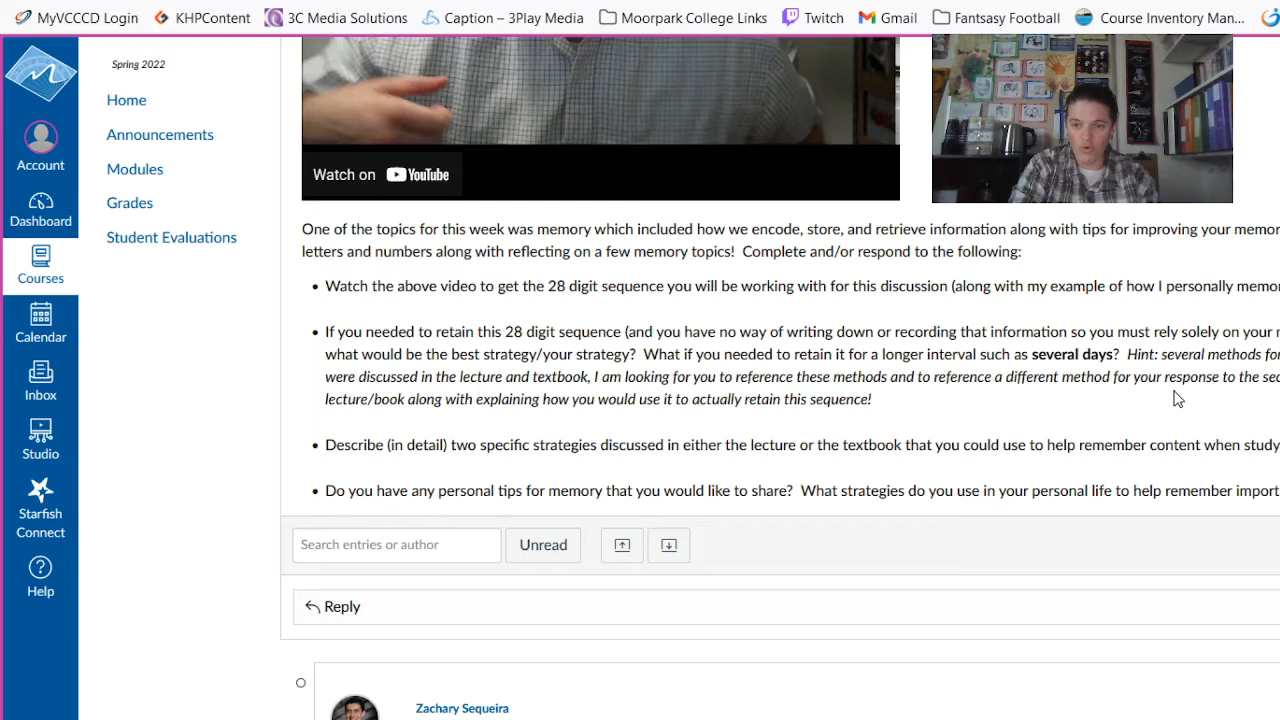 MyVCCCD Login
KHPContent
3C Media Solutions
Caption – 3Play Media
Moorpark College Links
Twitch
Gmail
Fantsasy Football
Course Inventory Man...
Spring 2022
Home
Announcements
Modules
Grades
Student Evaluations
Account
Dashboard
Courses
Calendar
Inbox
Studio
Starfish
Connect
Help
Watch on YouTube
One of the topics for this week was memory which included how we encode, store, and retrieve information along with tips for improving your memor
letters and numbers along with reflecting on a few memory topics! Complete and/or respond to the following:
• Watch the above video to get the 28 digit sequence you will be working with for this discussion (along with my example of how I personally memor
• If you needed to retain this 28 digit sequence (and you have no way of writing down or recording that information so you must rely solely on your m
what would be the best strategy/your strategy? What if you needed to retain it for a longer interval such as several days? Hint: several methods for
were discussed in the lecture and textbook, I am looking for you to reference these methods and to reference a different method for your response to the sec
lecture/book along with explaining how you would use it to actually retain this sequence!
• Describe (in detail) two specific strategies discussed in either the lecture or the textbook that you could use to help remember content when study
• Do you have any personal tips for memory that you would like to share? What strategies do you use in your personal life to help remember import
Search entries or author
Unread
Reply
Zachary Sequeira